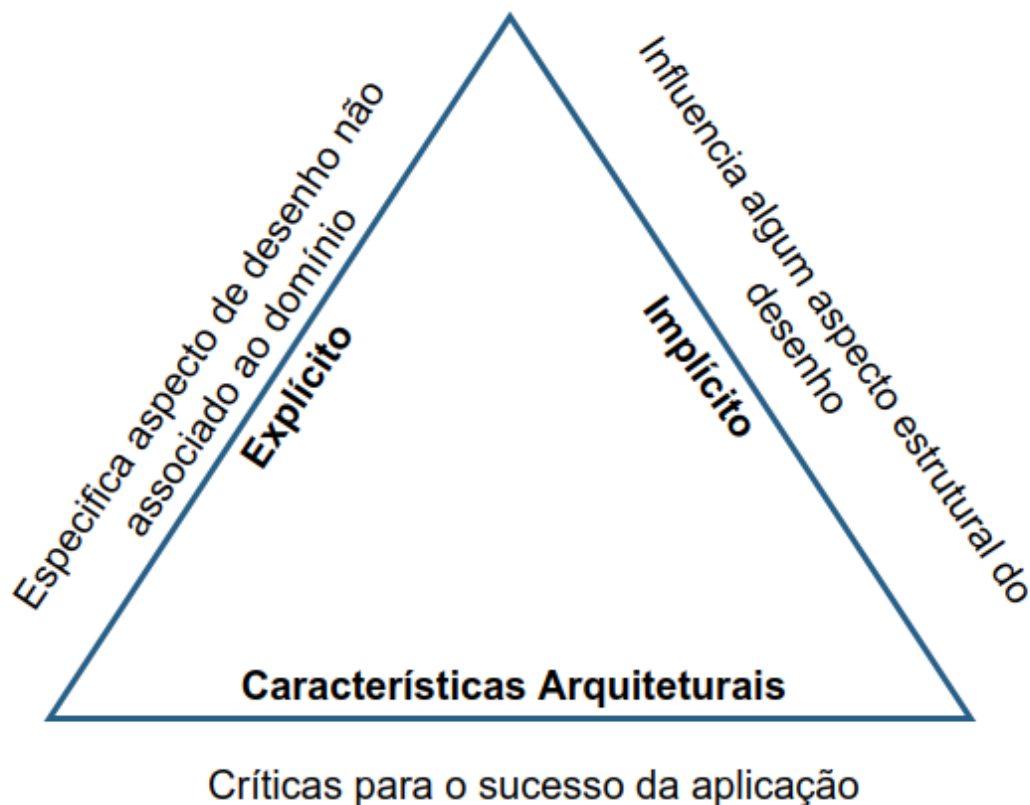 Especifica aspecto de desenho não
associado ao domínio
Explícito
Influencia algum aspecto estrutural do
desenho
Implícito
Características Arquiteturais
Críticas para o sucesso da aplicação